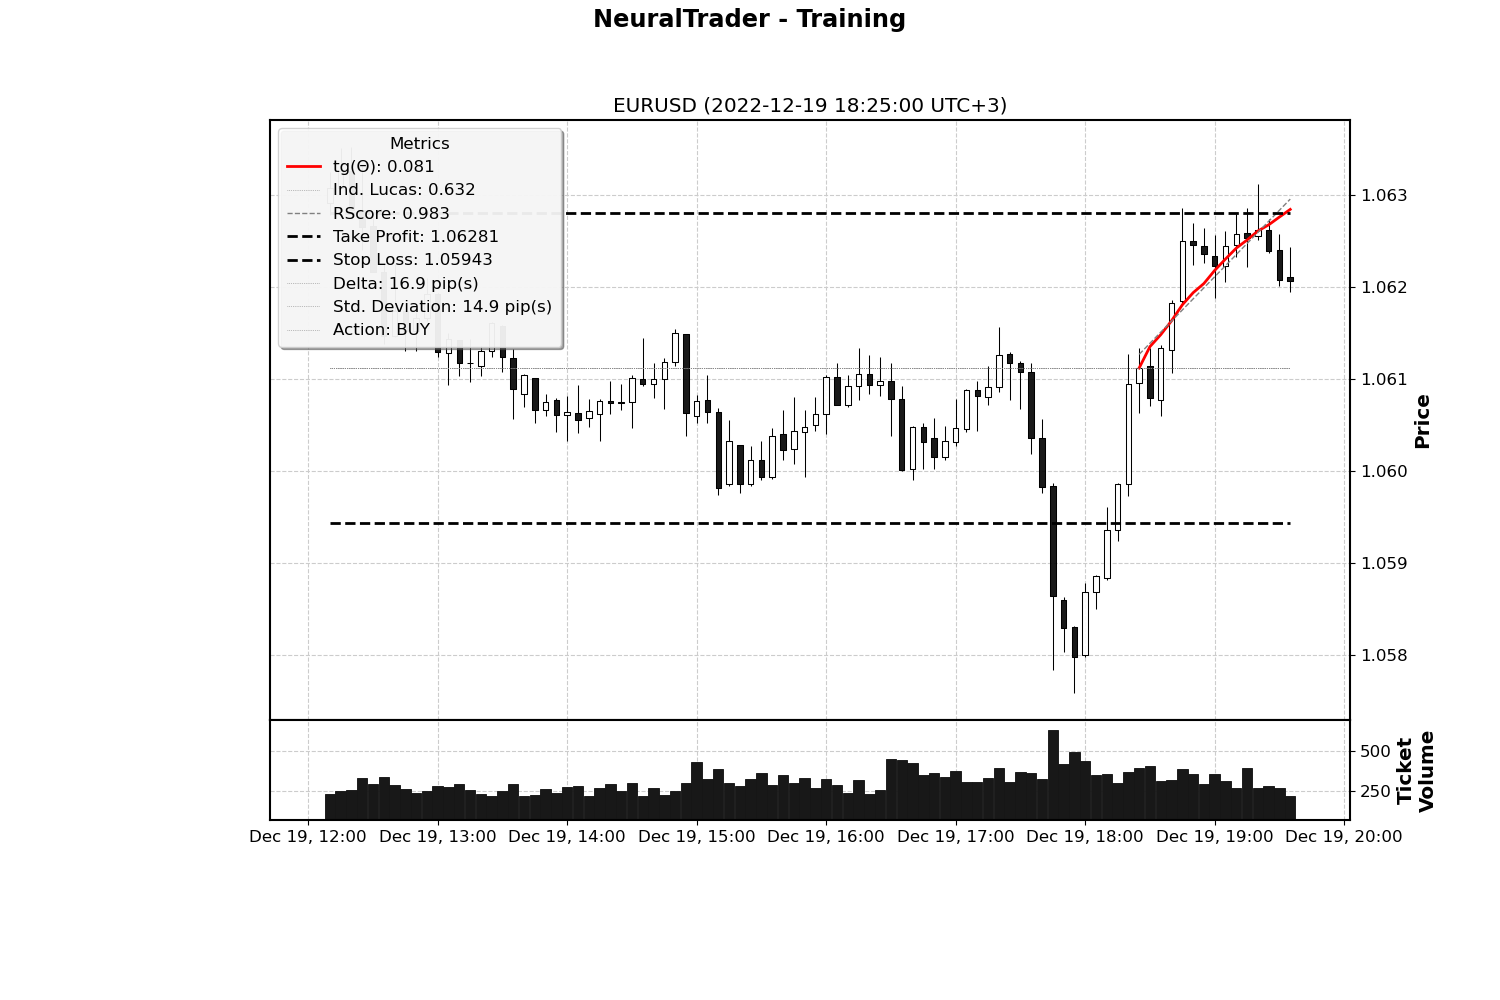 NeuralTrader - Training
EURUSD (2022-12-19 18:25:00 UTC+3)
Metrics
tg(Θ): 0.081
Ind. Lucas: 0.632
RScore: 0.983
Take Profit: 1.06281
Stop Loss: 1.05943
Delta: 16.9 pip(s)
Std. Deviation: 14.9 pip(s)
Action: BUY
1.063
1.062
1.061
1.060
1.059
1.058
Price
500
250
Ticket
Volume
Dec 19, 12:00
Dec 19, 13:00
Dec 19, 14:00
Dec 19, 15:00
Dec 19, 16:00
Dec 19, 17:00
Dec 19, 18:00
Dec 19, 19:00
Dec 19, 20:00